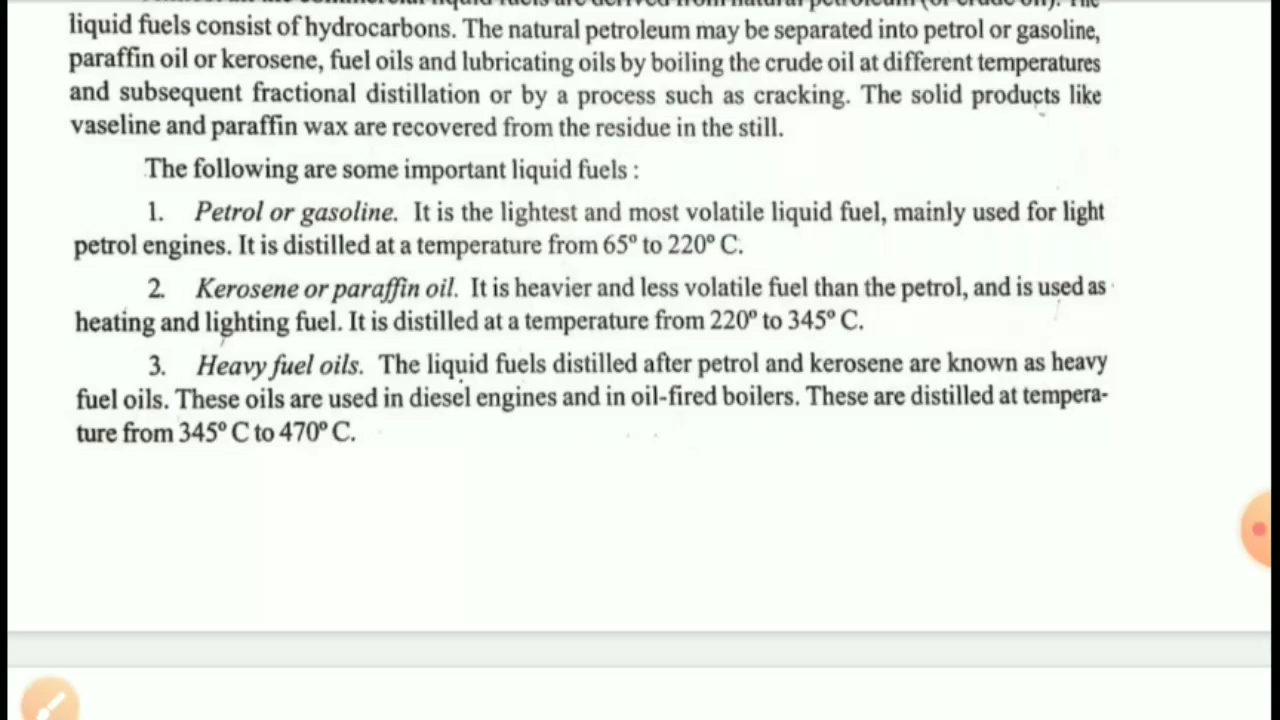 liquid fuels consist of hydrocarbons. The natural petroleum may be separated into petrol or gasoline,
paraffin oil or kerosene, fuel oils and lubricating oils by boiling the crude oil at different temperatures
and subsequent fractional distillation or by a process such as cracking. The solid products like
vaseline and paraffin wax are recovered from the residue in the still.
The following are some important liquid fuels :
1. Petrol or gasoline. It is the lightest and most volatile liquid fuel, mainly used for light
petrol engines. It is distilled at a temperature from 65º to 220º C.
2. Kerosene or paraffin oil. It is heavier and less volatile fuel than the petrol, and is used as
heating and lighting fuel. It is distilled at a temperature from 220º to 345º C.
3. Heavy fuel oils. The liquid fuels distilled after petrol and kerosene are known as heavy
fuel oils. These oils are used in diesel engines and in oil-fired boilers. These are distilled at tempera-
ture from 345º C to 470º C.